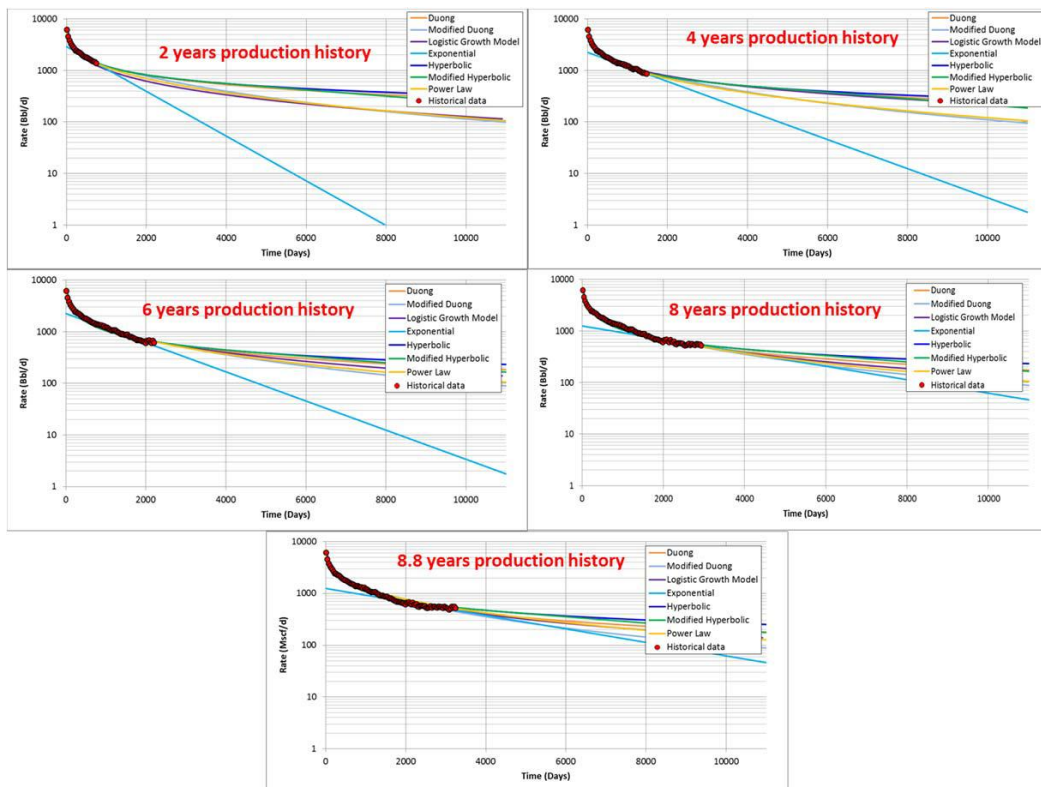 2 years production history
10000
1000
100
10
1
Rate (Bbl/d)
0
2000
4000
6000
8000
10000
Time (Days)
Duong
Modified Duong
Logistic Growth Model
Exponential
Hyperbolic
Modified Hyperbolic
Power Law
Historical data
4 years production history
10000
1000
100
10
1
Rate (Bbl/d)
0
2000
4000
6000
8000
10000
Time (Days)
Duong
Modified Duong
Logistic Growth Model
Exponential
Hyperbolic
Modified Hyperbolic
Power Law
Historical data
6 years production history
10000
1000
100
10
1
Rate (Bbl/d)
0
2000
4000
6000
8000
10000
Time (Days)
Duong
Modified Duong
Logistic Growth Model
Exponential
Hyperbolic
Modified Hyperbolic
Power Law
Historical data
8 years production history
10000
1000
100
10
1
Rate (Bbl/d)
0
2000
4000
6000
8000
10000
Time (Days)
Duong
Modified Duong
Logistic Growth Model
Exponential
Hyperbolic
Modified Hyperbolic
Power Law
Historical data
8.8 years production history
10000
1000
100
10
1
Rate (Mscf/d)
0
2000
4000
6000
8000
10000
Time (Days)
Duong
Modified Duong
Logistic Growth Model
Exponential
Hyperbolic
Modified Hyperbolic
Power Law
Historical data